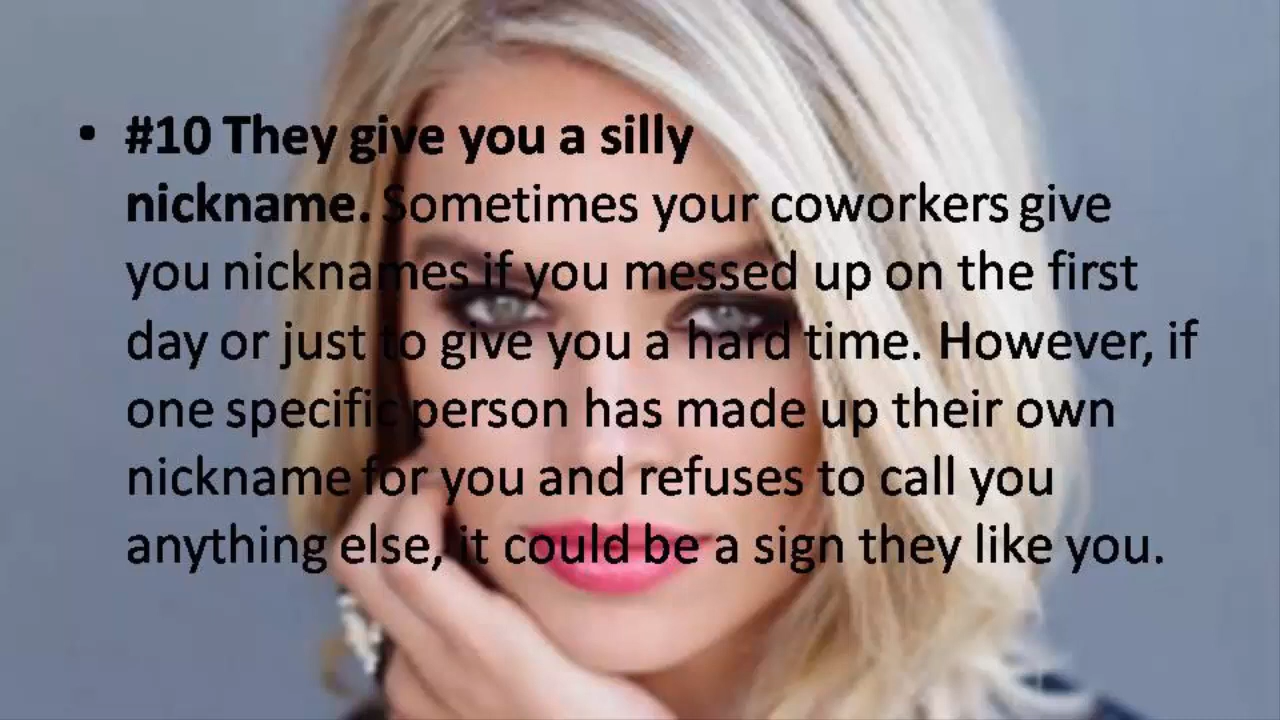 • #10 They give you a silly
nickname. Sometimes your coworkers give
you nicknames if you messed up on the first
day or just to give you a hard time. However, if
one specific person has made up their own
nickname for you and refuses to call you
anything else, it could be a sign they like you.